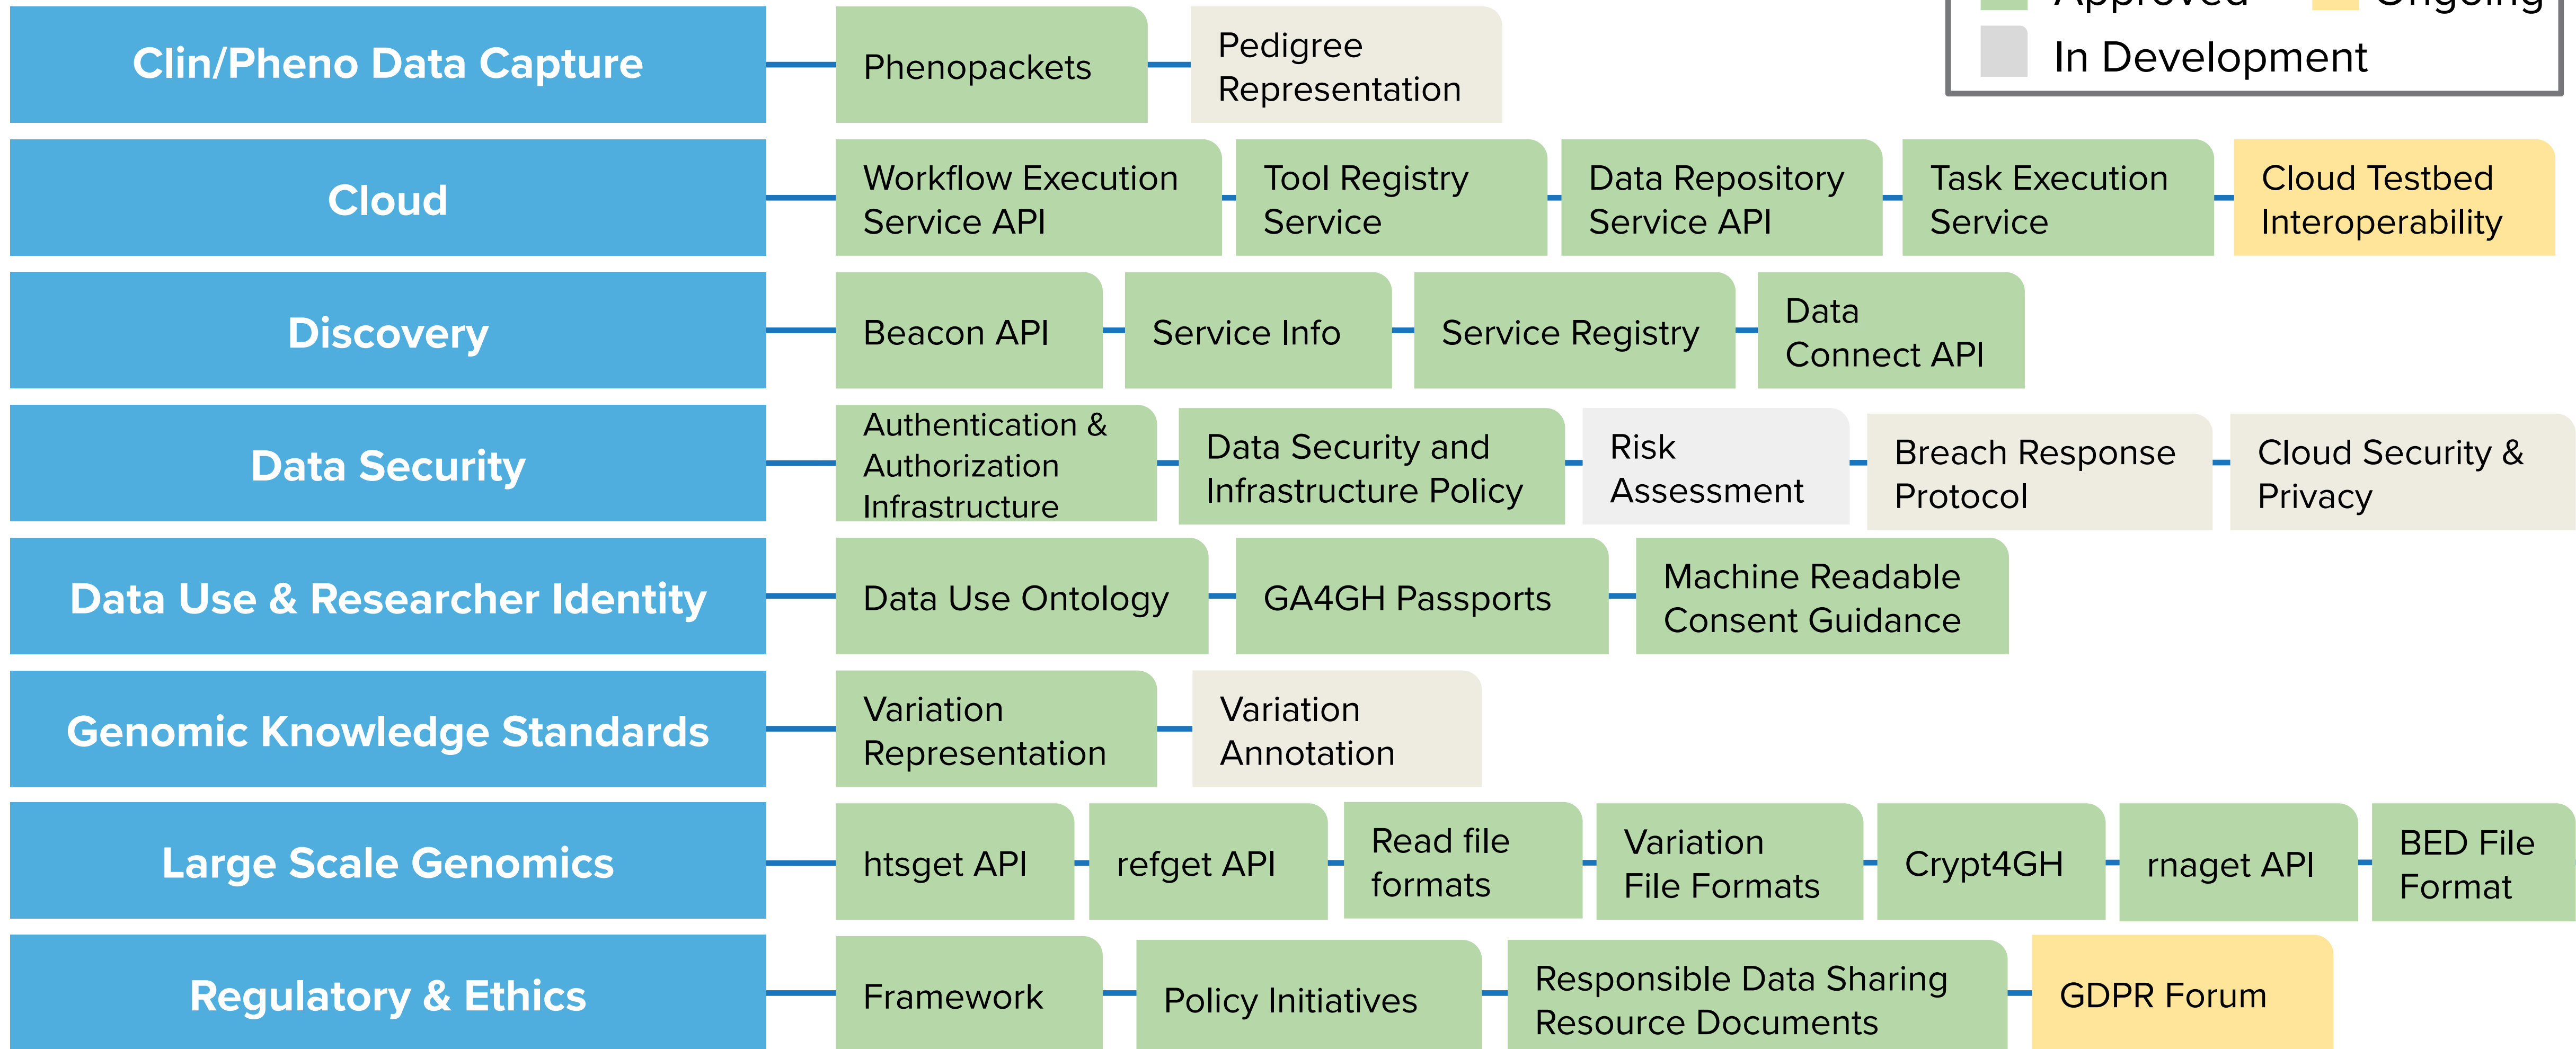 Approved Ongoing
In Development
Clin/Pheno Data Capture
Phenopackets
Pedigree
Representation
Cloud
Workflow Execution
Service API
Tool Registry
Service
Data Repository
Service API
Task Execution
Service
Cloud Testbed
Interoperability
Discovery
Beacon API
Service Info
Service Registry
Data
Connect API
Data Security
Authentication &
Authorization
Infrastructure
Data Security and
Infrastructure Policy
Risk
Assessment
Breach Response
Protocol
Cloud Security &
Privacy
Data Use & Researcher Identity
Data Use Ontology
GA4GH Passports
Machine Readable
Consent Guidance
Genomic Knowledge Standards
Variation
Representation
Variation
Annotation
Large Scale Genomics
htsget API
refget API
Read file
formats
Variation
File Formats
Crypt4GH
rnaget API
BED File
Format
Regulatory & Ethics
Framework
Policy Initiatives
Responsible Data Sharing
Resource Documents
GDPR Forum